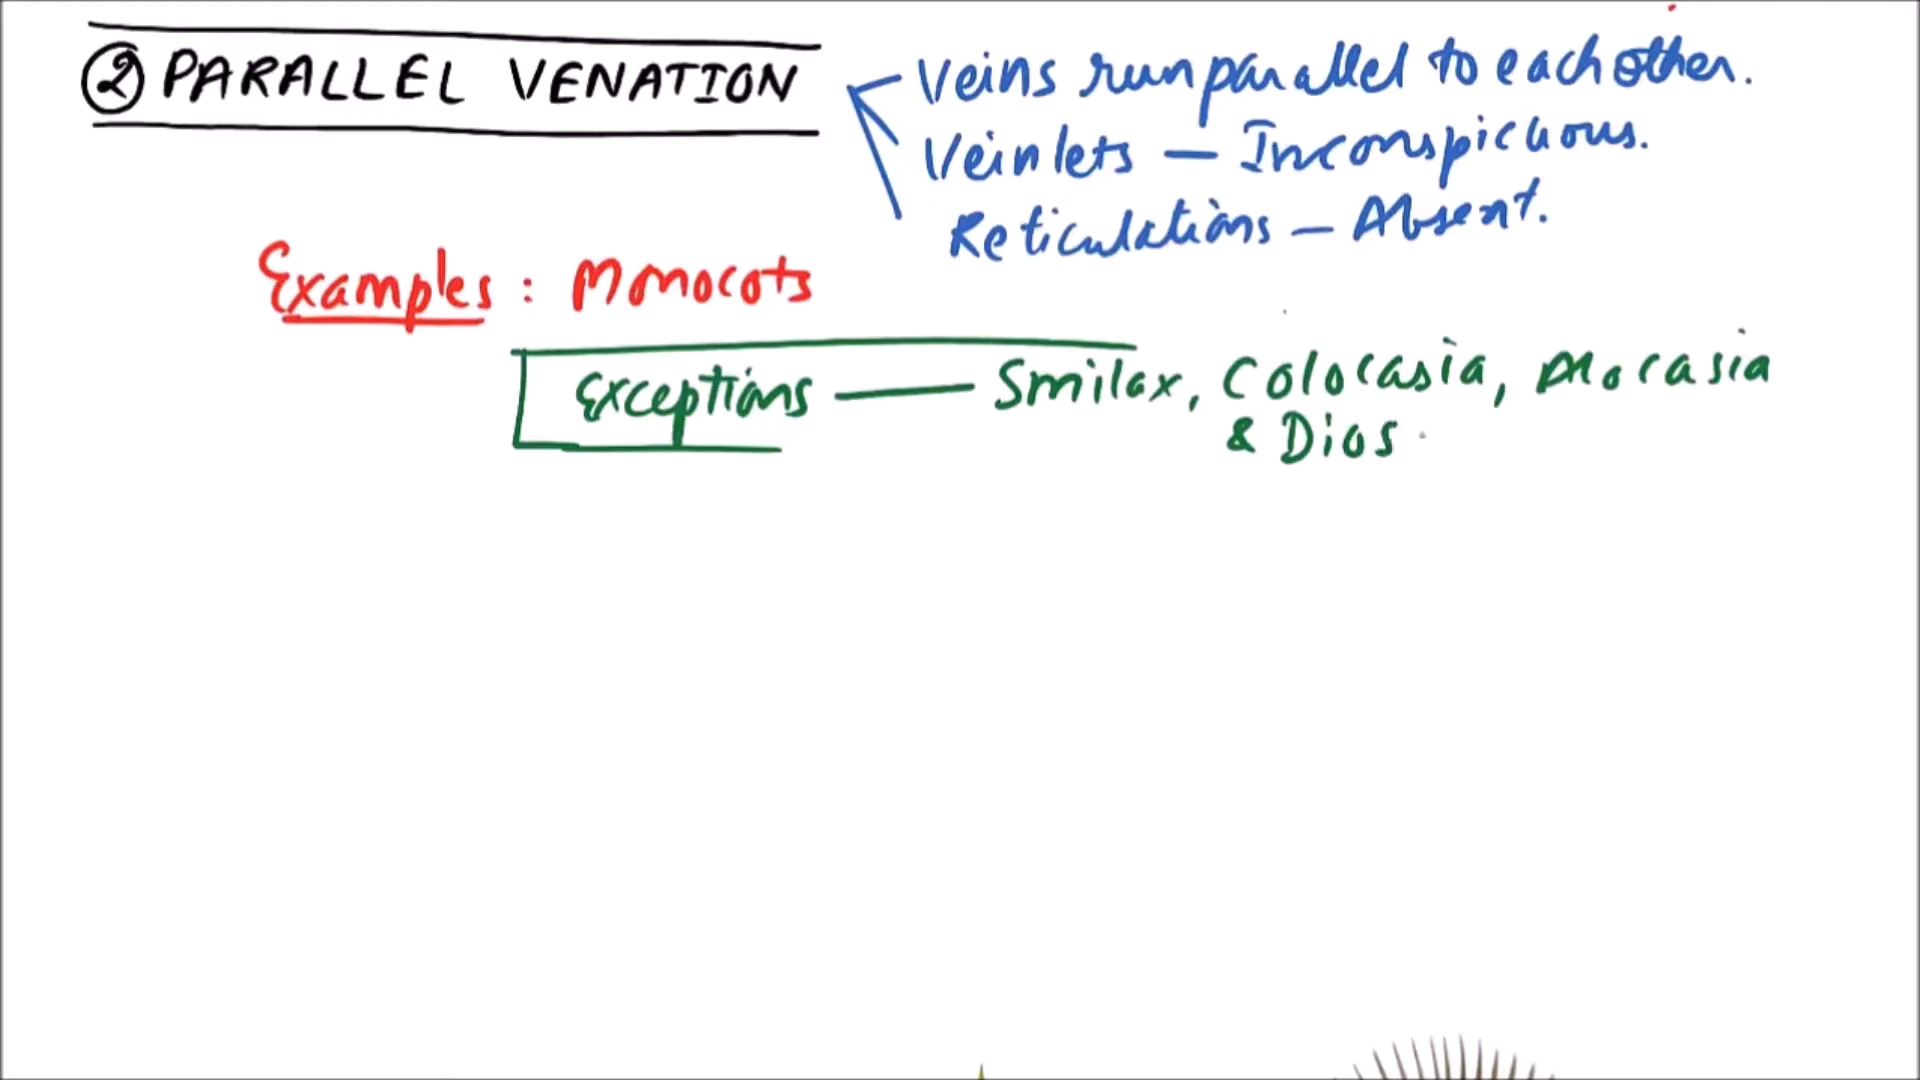 ② PARALLEL VENATION
Veins run parallel to each other.
Veinlets — Inconspicuous.
Reticulations — Absent.
Examples : Monocots
Exceptions — Smilax, Colocasia, Alocasia
& Dios